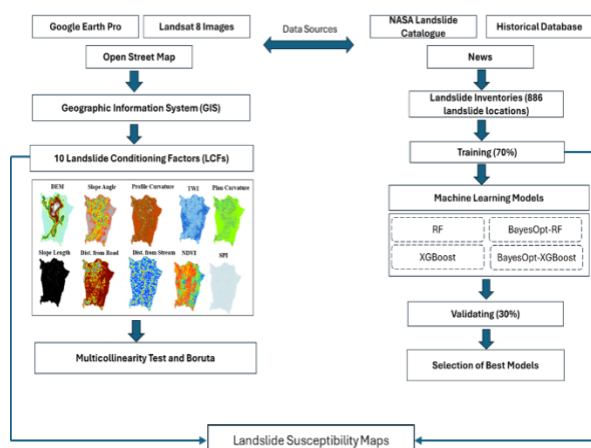 Google Earth Pro
Landsat 8 Images
Data Sources
NASA Landslide
Catalogue
Historical Database
Open Street Map
News
Geographic Information System (GIS)
Landslide Inventories (886
landslide locations)
10 Landslide Conditioning Factors (LCFs)
Training (70%)
DEM
Slope Angle
Profile Curvature
TWI
Plan Curvature
Slope Length
Dist. from Road
Dist. from Stream
NDVI
SPI
Machine Learning Models
RF
BayesOpt-RF
XGBoost
BayesOpt-XGBoost
Validating (30%)
Multicollinearity Test and Boruta
Selection of Best Models
Landslide Susceptibility Maps